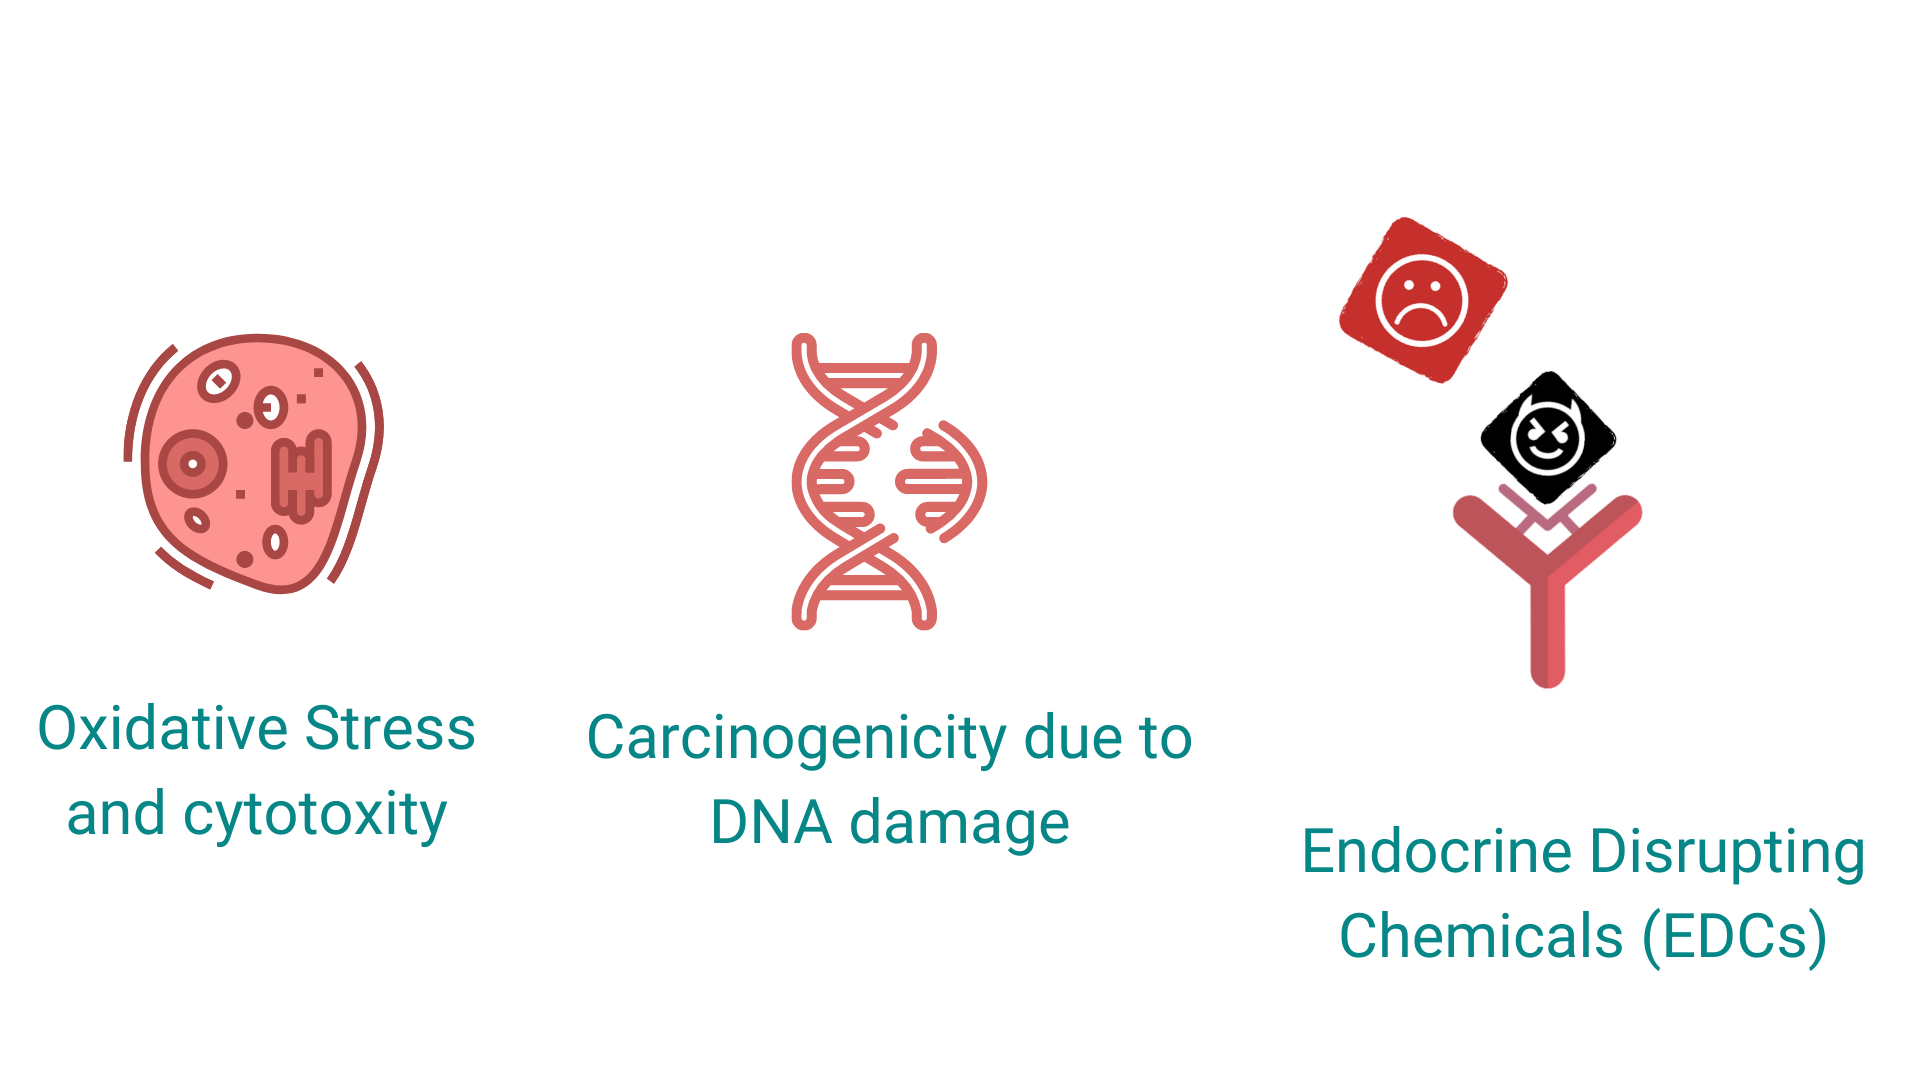 Oxidative Stress
and cytotoxity
Carcinogenicity due to
DNA damage
Endocrine Disrupting
Chemicals (EDCs)